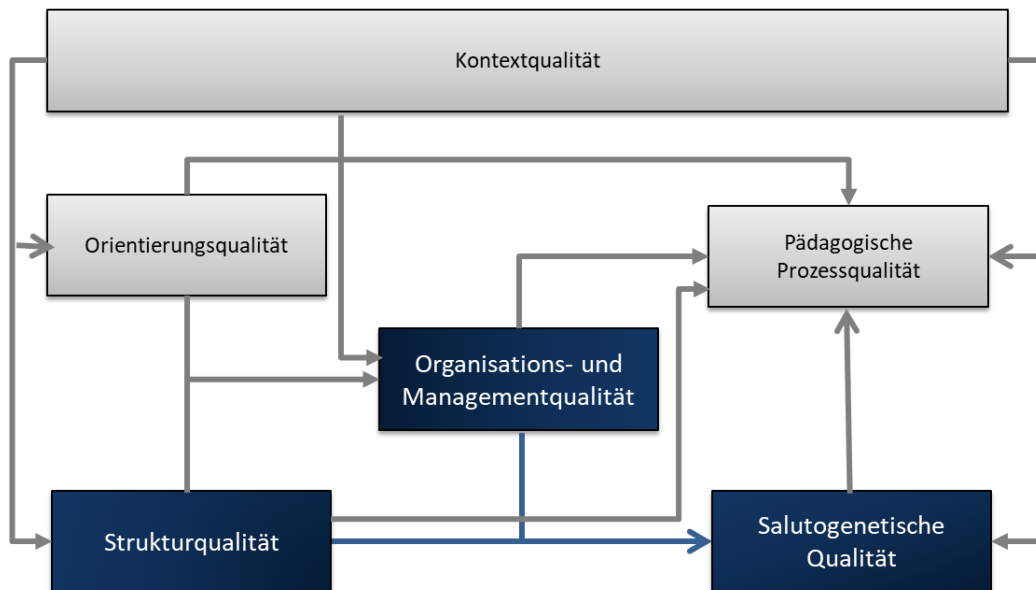 Kontextqualität
Orientierungsqualität
Pädagogische
Prozessqualität
Organisations- und
Managementqualität
Strukturqualität
Salutogenetische
Qualität